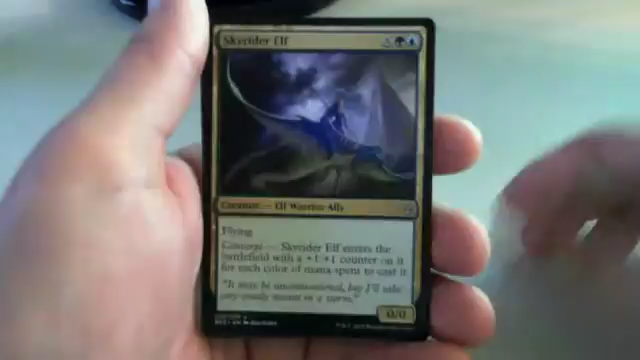 Skyrider Elf
X
Creature — Elf Warrior Ally
Flying
Converge — Skyrider Elf enters the
battlefield with a +1/+1 counter on it
for each color of mana spent to cast it
"It may be unconventional, but I'll take
any steady mount in a storm."
0/0